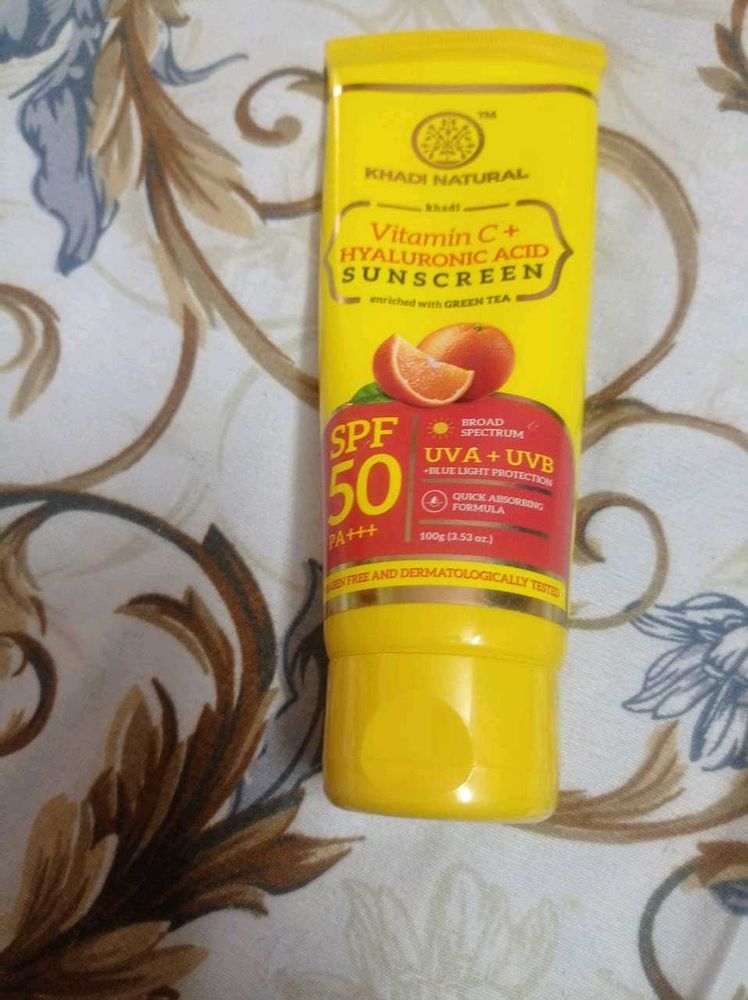 TM
KHADI NATURAL
khadi
Vitamin C +
HYALURONIC ACID
SUNSCREEN
enriched with GREEN TEA
SPF
50
PA+++
BROAD
SPECTRUM
UVA + UVB
+BLUE LIGHT PROTECTION
QUICK ABSORBING
FORMULA
100g (3.53 oz.)
FREE AND DERMATOLOGICALLY TESTED